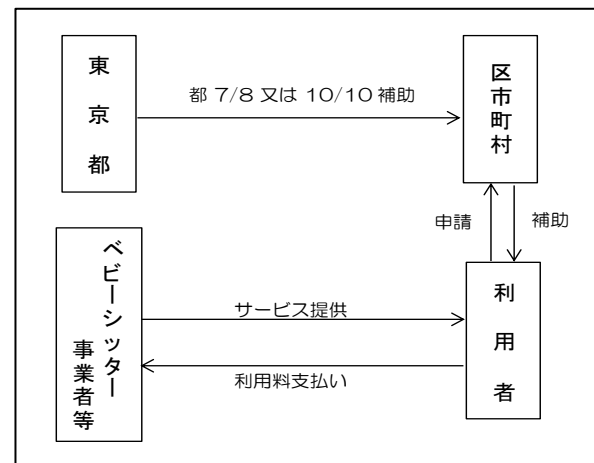 東京都
都 7/8 又は 10/10 補助
区市町村
申請
補助
ベビーシッター
事業者等
サービス提供
利用料支払い
利用者